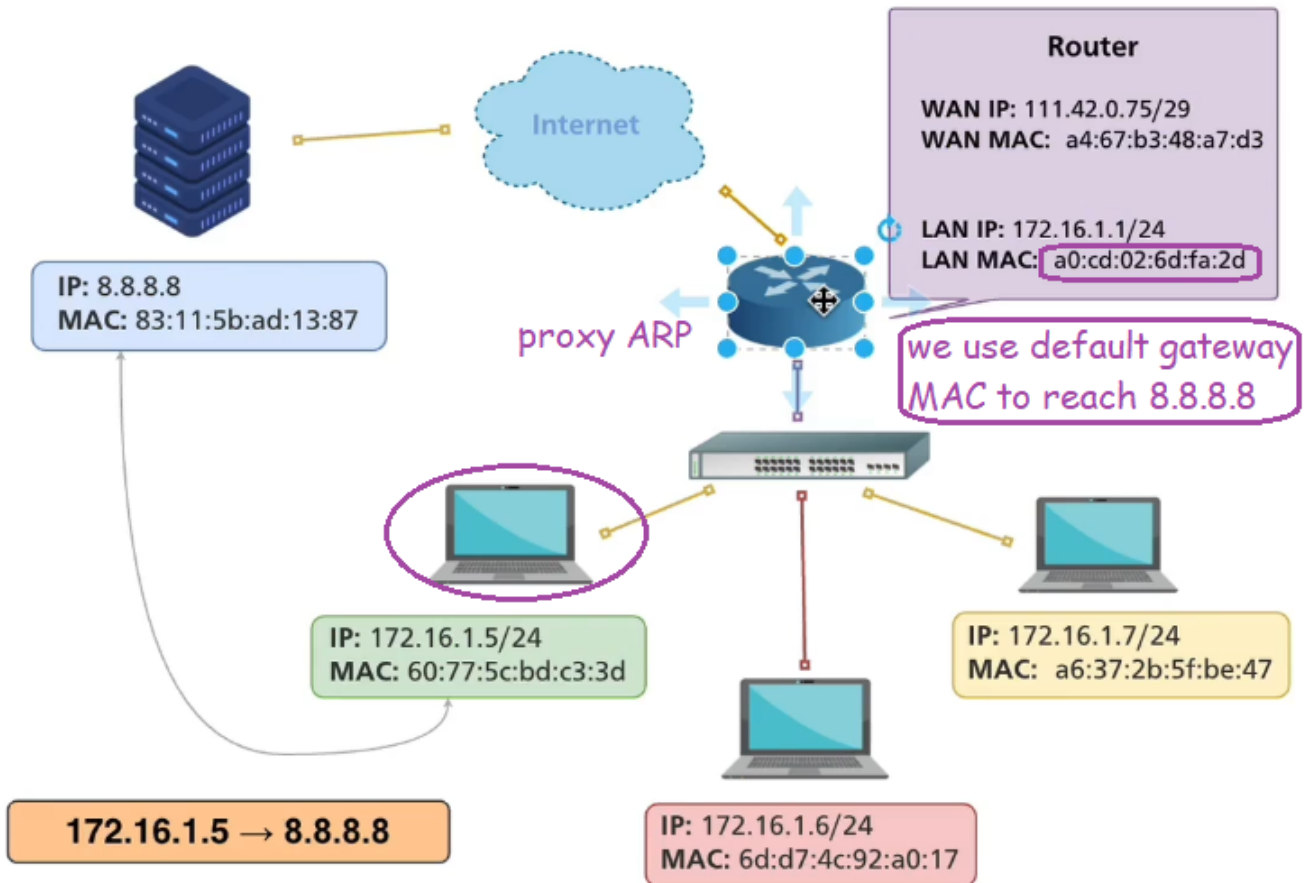 Router
WAN IP: 111.42.0.75/29
WAN MAC: a4:67:b3:48:a7:d3
LAN IP: 172.16.1.1/24
LAN MAC: a0:cd:02:6d:fa:2d
Internet
IP: 8.8.8.8
MAC: 83:11:5b:ad:13:87
proxy ARP
we use default gateway
MAC to reach 8.8.8.8
IP: 172.16.1.5/24
MAC: 60:77:5c:bd:c3:3d
IP: 172.16.1.7/24
MAC: a6:37:2b:5f:be:47
172.16.1.5 → 8.8.8.8
IP: 172.16.1.6/24
MAC: 6d:d7:4c:92:a0:17